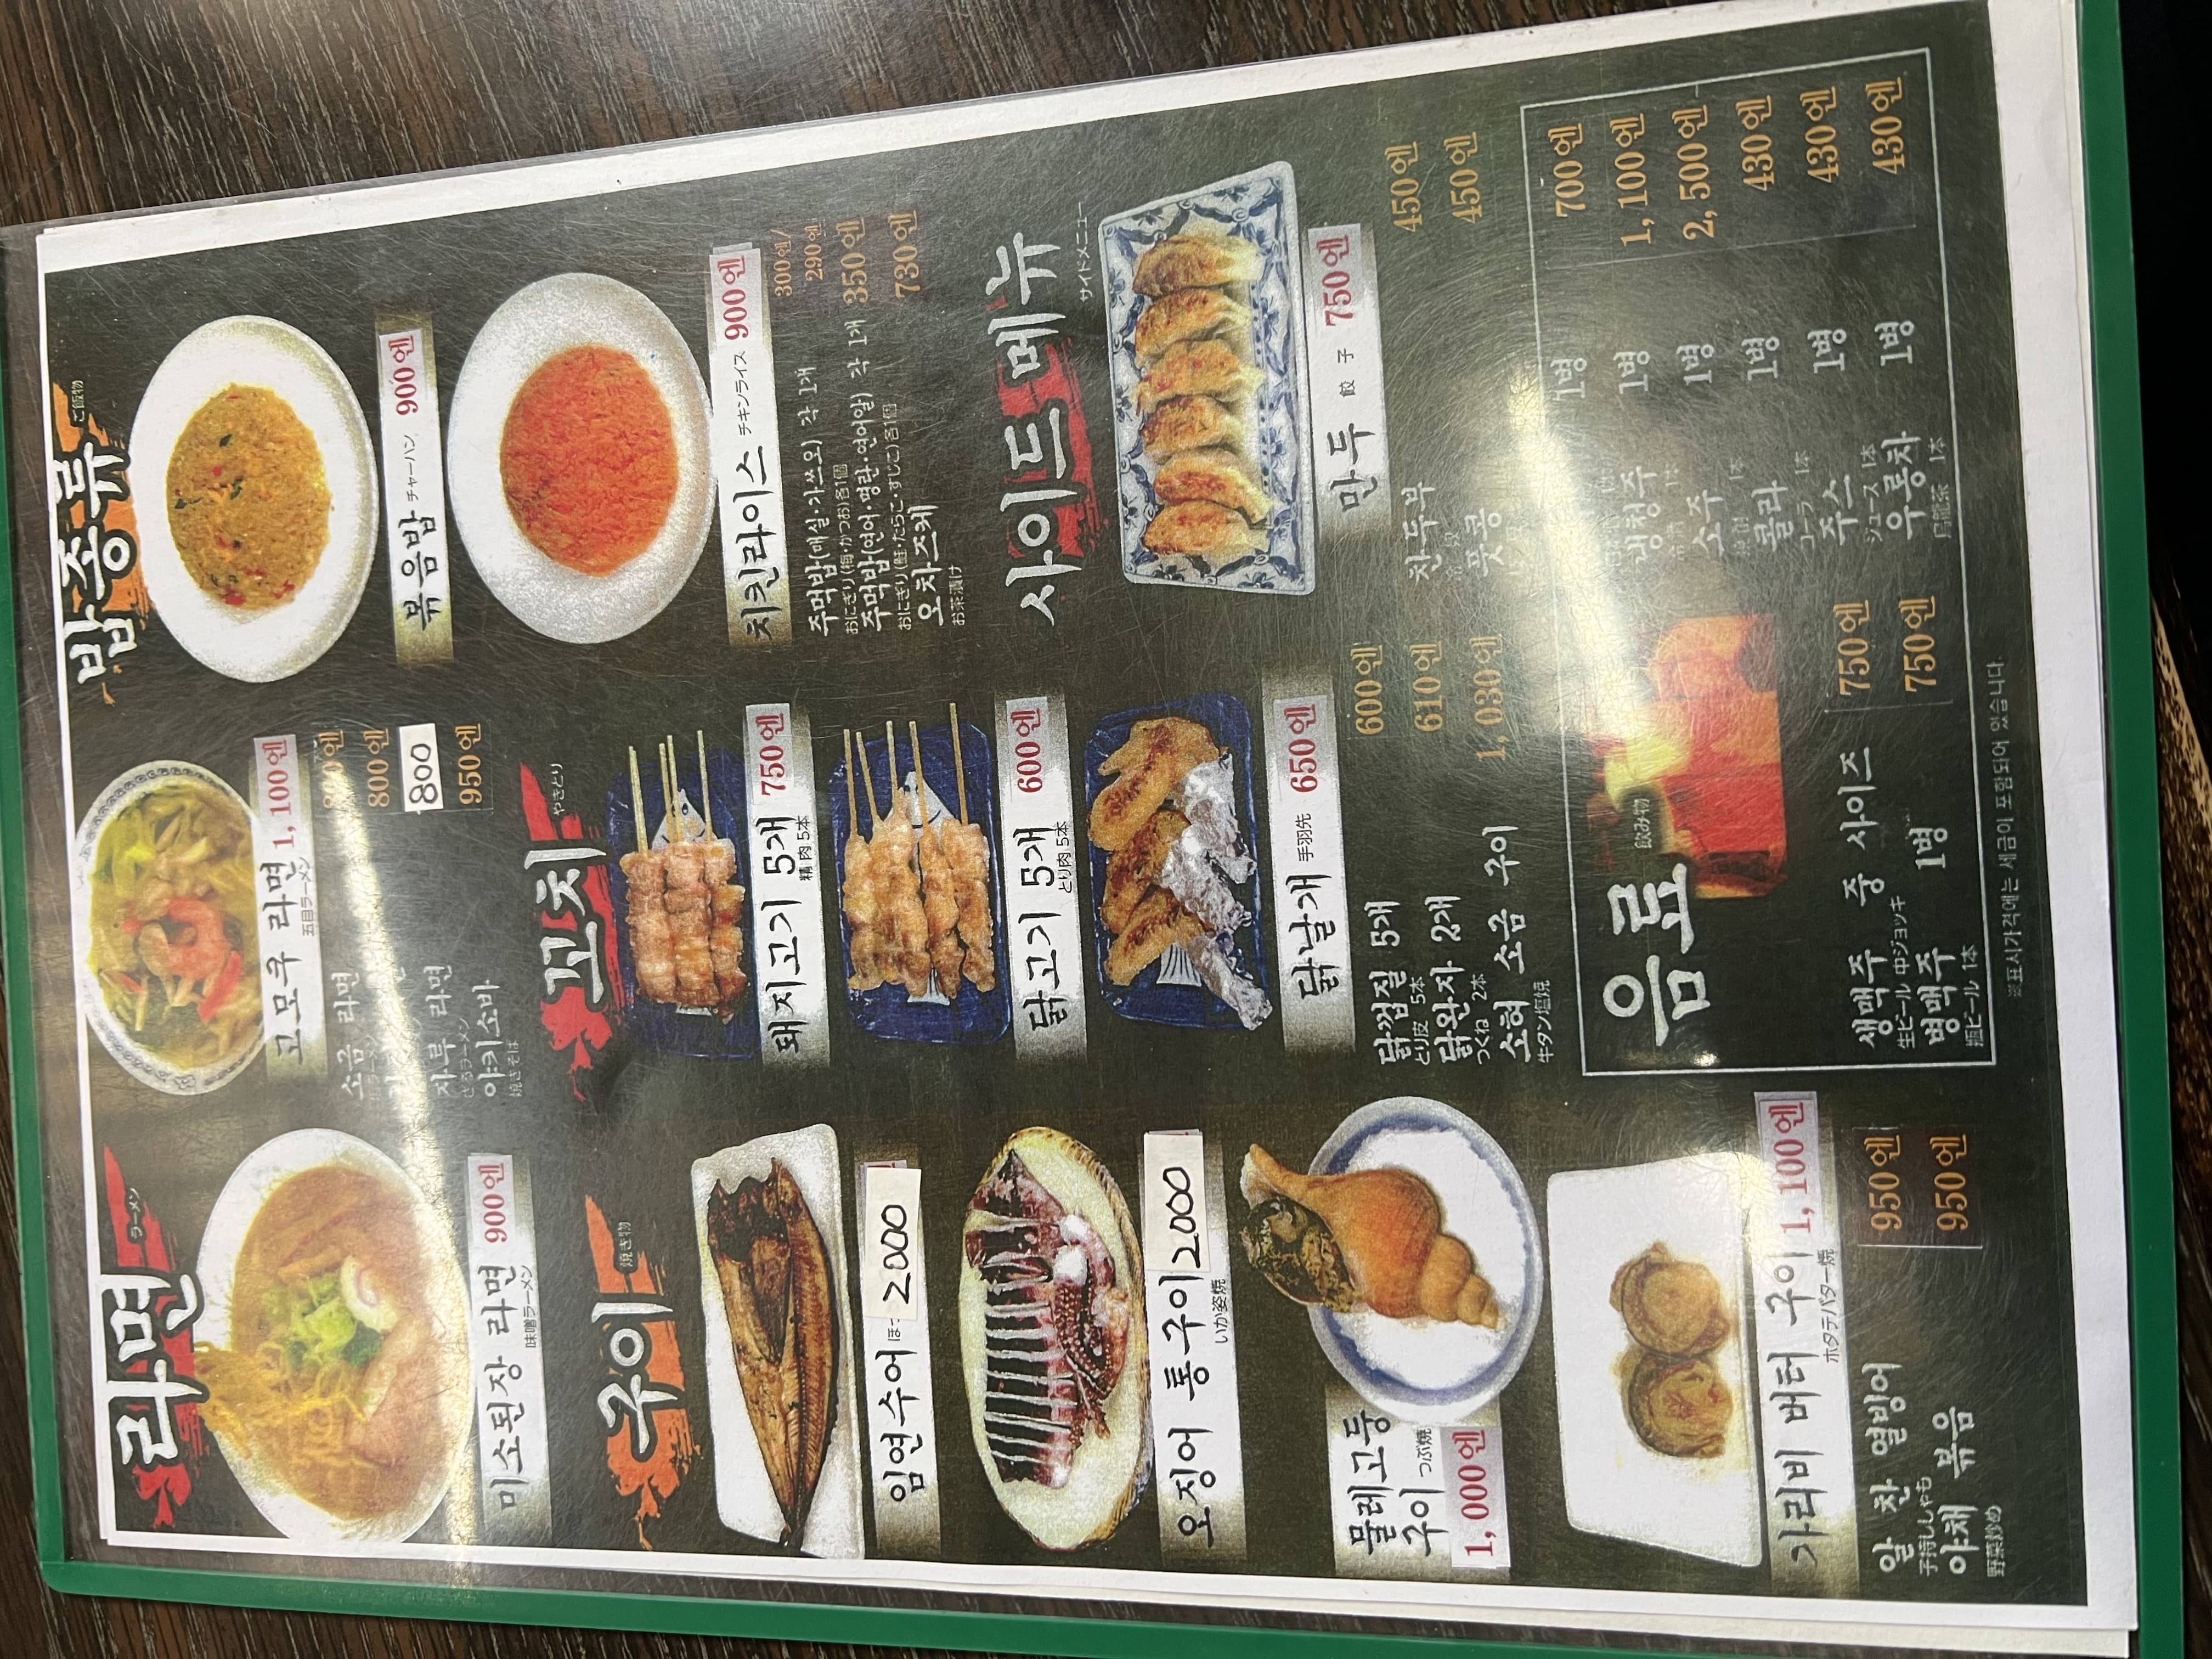 라면 ラーメン
미소된장 라면 900엔
味噌ラーメン
고모쿠 라면 1,100엔
五目ラーメン
소금 라면
800엔
자루 라면 800
ざるラーメン
야키소바 950엔
焼きそば
구이 焼き物
임연수어 2000
오징어 통구이 2000
いか姿焼
물레고둥
구이 つぶ焼
1,000엔
가리비 버터 구이 1,100엔
ホタテバター焼
알 찬 열빙어 950엔
子持ししゃも
야채 볶음 950엔
野菜炒め
꼬치 やきとり
돼지고기 5개 750엔
精肉 5本
닭고기 5개 600엔
とり肉 5本
닭날개 手羽先 650엔
닭껍질 5개 600엔
とり皮 5本
닭완자 2개 610엔
つくね 2本
소혀 소금 구이 1,030엔
牛タン塩焼
밥종류 ご飯物
볶음밥 チャーハン 900엔
치킨라이스 チキンライス 900엔
300엔/
주먹밥(매실·가쓰오) 각 1개 290엔
おにぎり(梅・かつお)各1個
주먹밥(연어·명란·연어알) 각 1개 350엔
おにぎり(鮭・たらこ・すじこ)各1個
오차즈케 730엔
お茶漬け
사이드 메뉴
サイドメニュー
만두 餃子 750엔
찬두부 450엔
풋콩 450엔
음료 飲み物
생맥주 중 사이즈 750엔
生ビール 中ジョッキ
병맥주 1병 750엔
瓶ビール 1本
1병 700엔
냉청주 1병 1,100엔
소주 1병 2,500엔
콜라 1병 430엔
コーラ 1本
주스 1병 430엔
ジュース 1本
우롱차 1병 430엔
烏龍茶 1本
※표시가격에는 세금이 포함되어 있습니다.